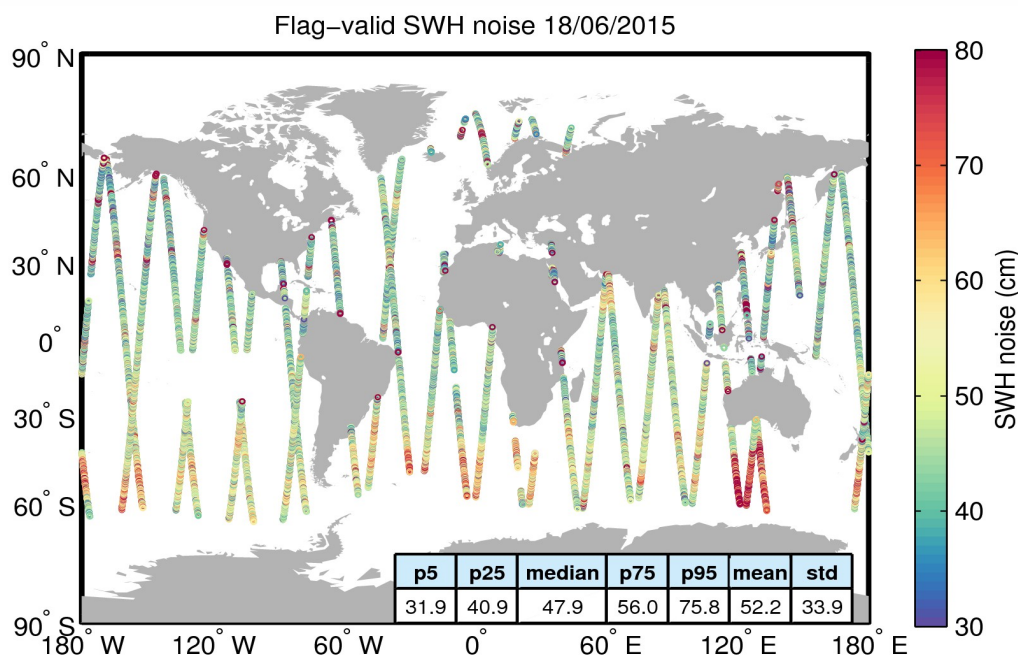 Flag−valid SWH noise 18/06/2015
90° N
60° N
30° N
0°
30° S
60° S
90° S
180° W
120° W
60° W
0°
60° E
120° E
180° E
p5 p25 median p75 p95 mean std
31.9 40.9 47.9 56.0 75.8 52.2 33.9
80
70
60
50
40
30
SWH noise (cm)